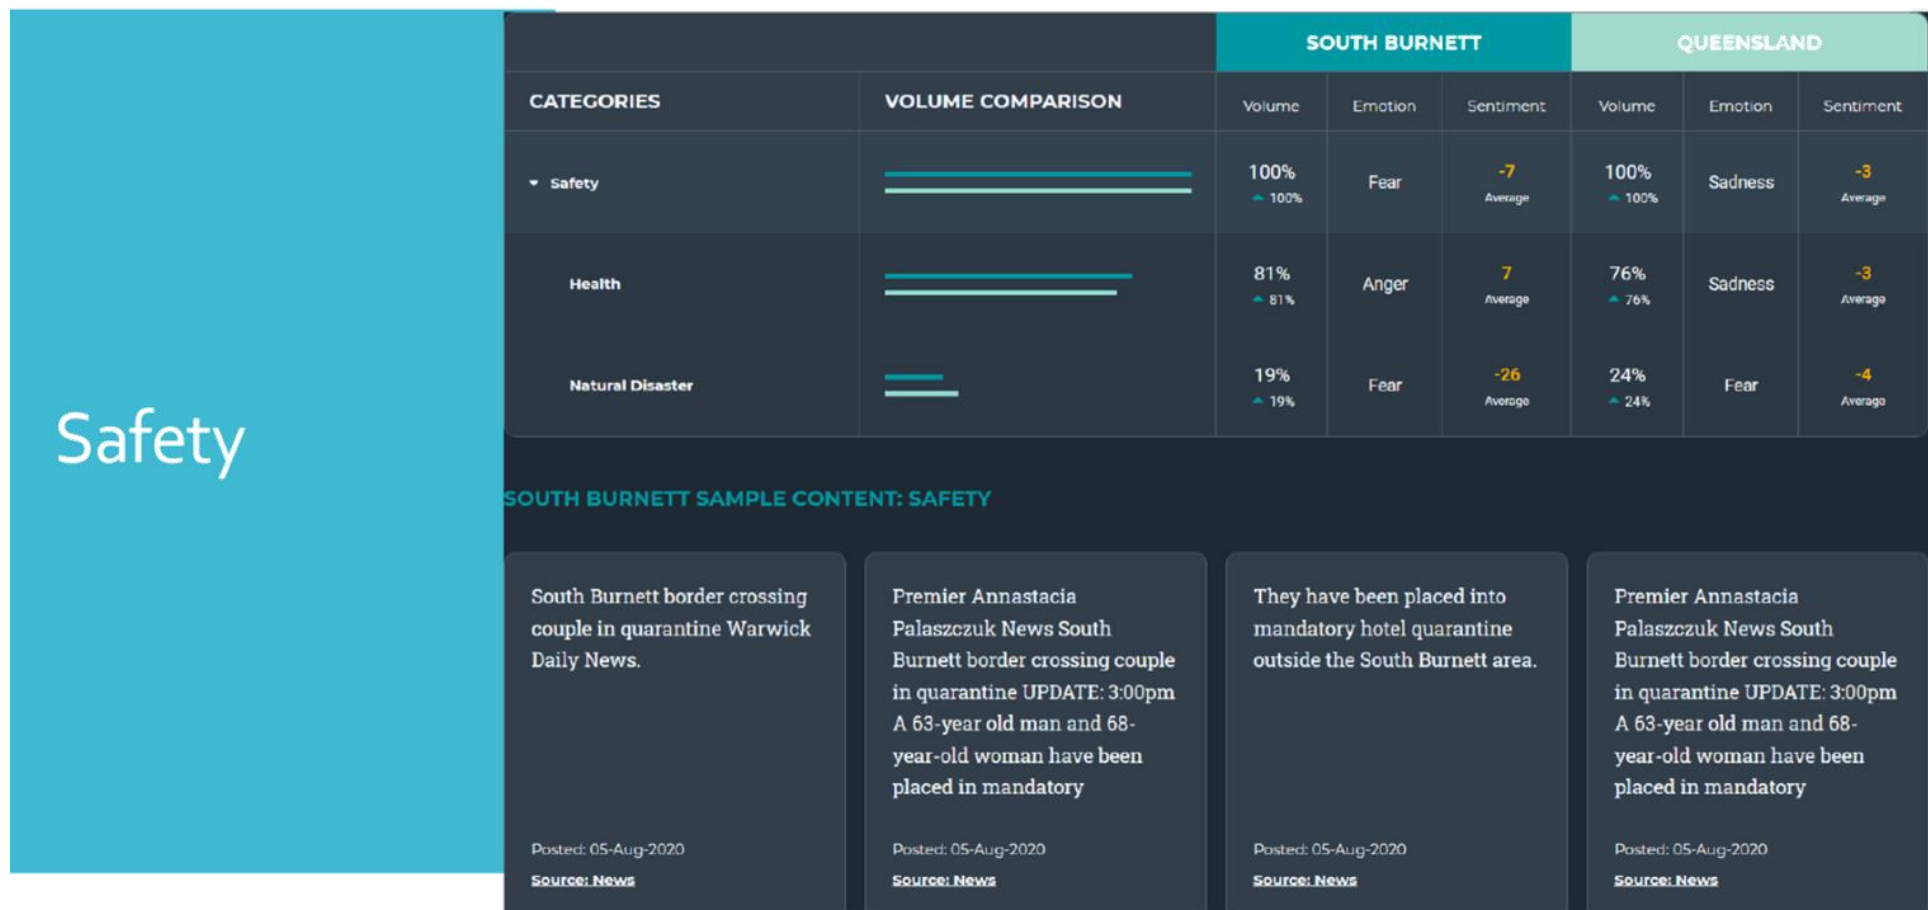 Safety
SOUTH BURNETT QUEENSLAND
CATEGORIES VOLUME COMPARISON Volume Emotion Sentiment Volume Emotion Sentiment
Safety 100% 100% Fear -7 Average 100% 100% Sadness -3 Average
Health 81% 81% Anger 7 Average 76% 76% Sadness -3 Average
Natural Disaster 19% 19% Fear -26 Average 24% 24% Fear -4 Average
SOUTH BURNETT SAMPLE CONTENT: SAFETY
South Burnett border crossing
couple in quarantine Warwick
Daily News.
Posted: 05-Aug-2020
Source: News
Premier Annastacia
Palaszczuk News South
Burnett border crossing couple
in quarantine UPDATE: 3:00pm
A 63-year old man and 68-
year-old woman have been
placed in mandatory
Posted: 05-Aug-2020
Source: News
They have been placed into
mandatory hotel quarantine
outside the South Burnett area.
Posted: 05-Aug-2020
Source: News
Premier Annastacia
Palaszczuk News South
Burnett border crossing couple
in quarantine UPDATE: 3:00pm
A 63-year old man and 68-
year-old woman have been
placed in mandatory
Posted: 05-Aug-2020
Source: News